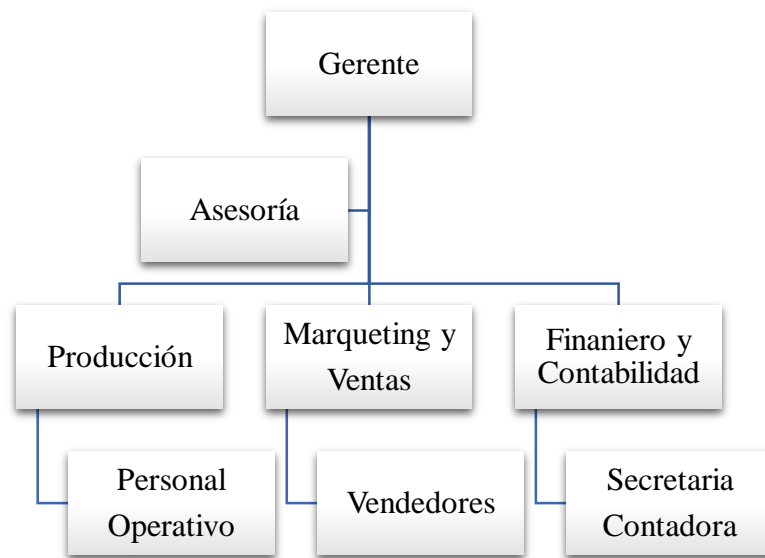 Gerente
Asesoría
Producción
Marqueting y
Ventas
Finaniero y
Contabilidad
Personal
Operativo
Vendedores
Secretaria
Contadora